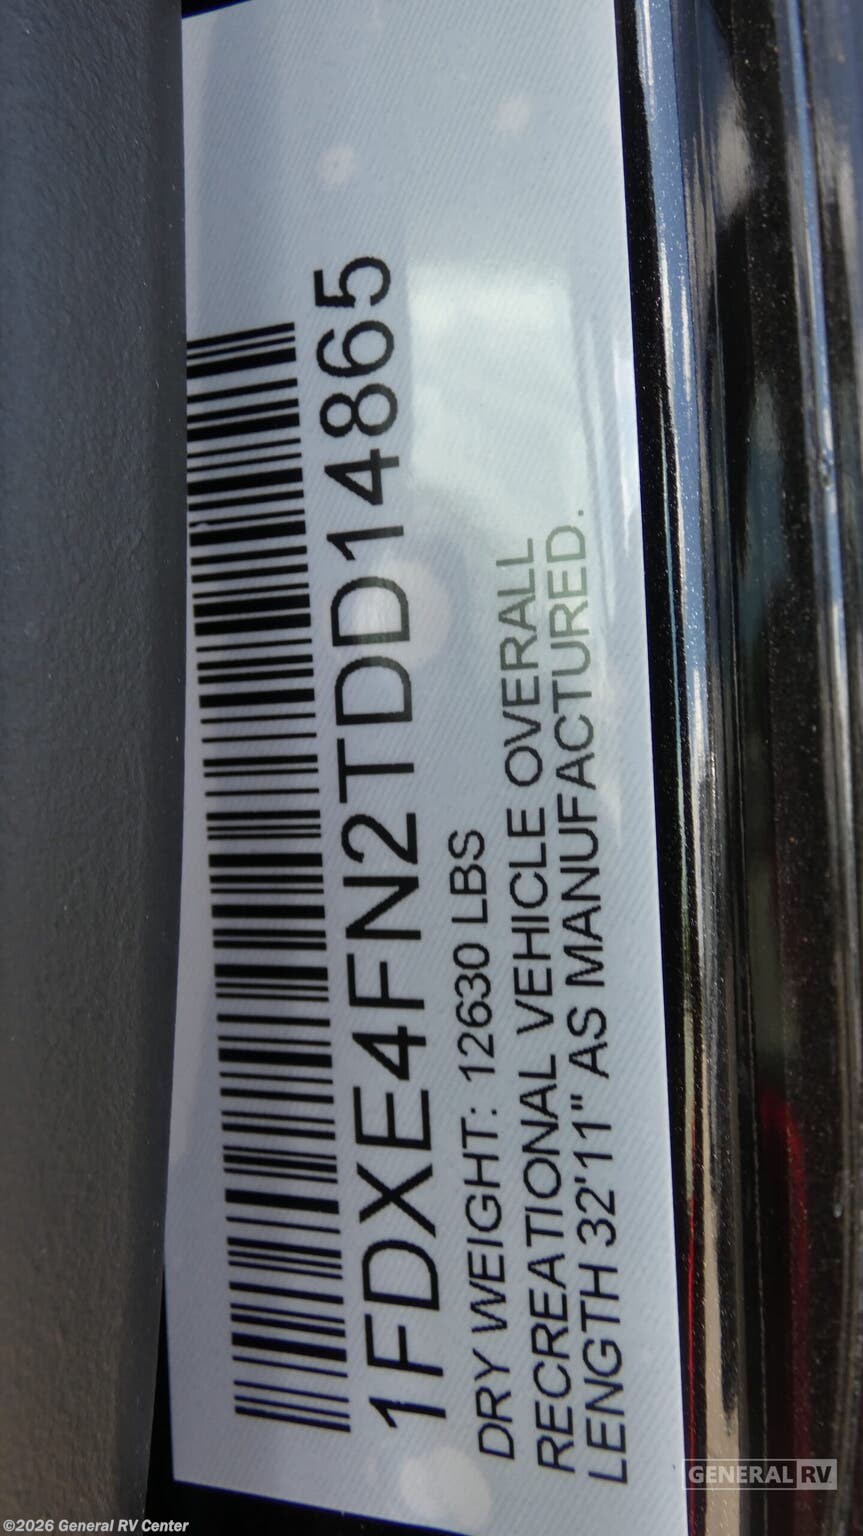 1FDXE4FN2TDD14865
DRY WEIGHT: 12630 LBS
RECREATIONAL VEHICLE OVERALL
LENGTH 32'11" AS MANUFACTURED.
GENERAL RV
©2026 General RV Center